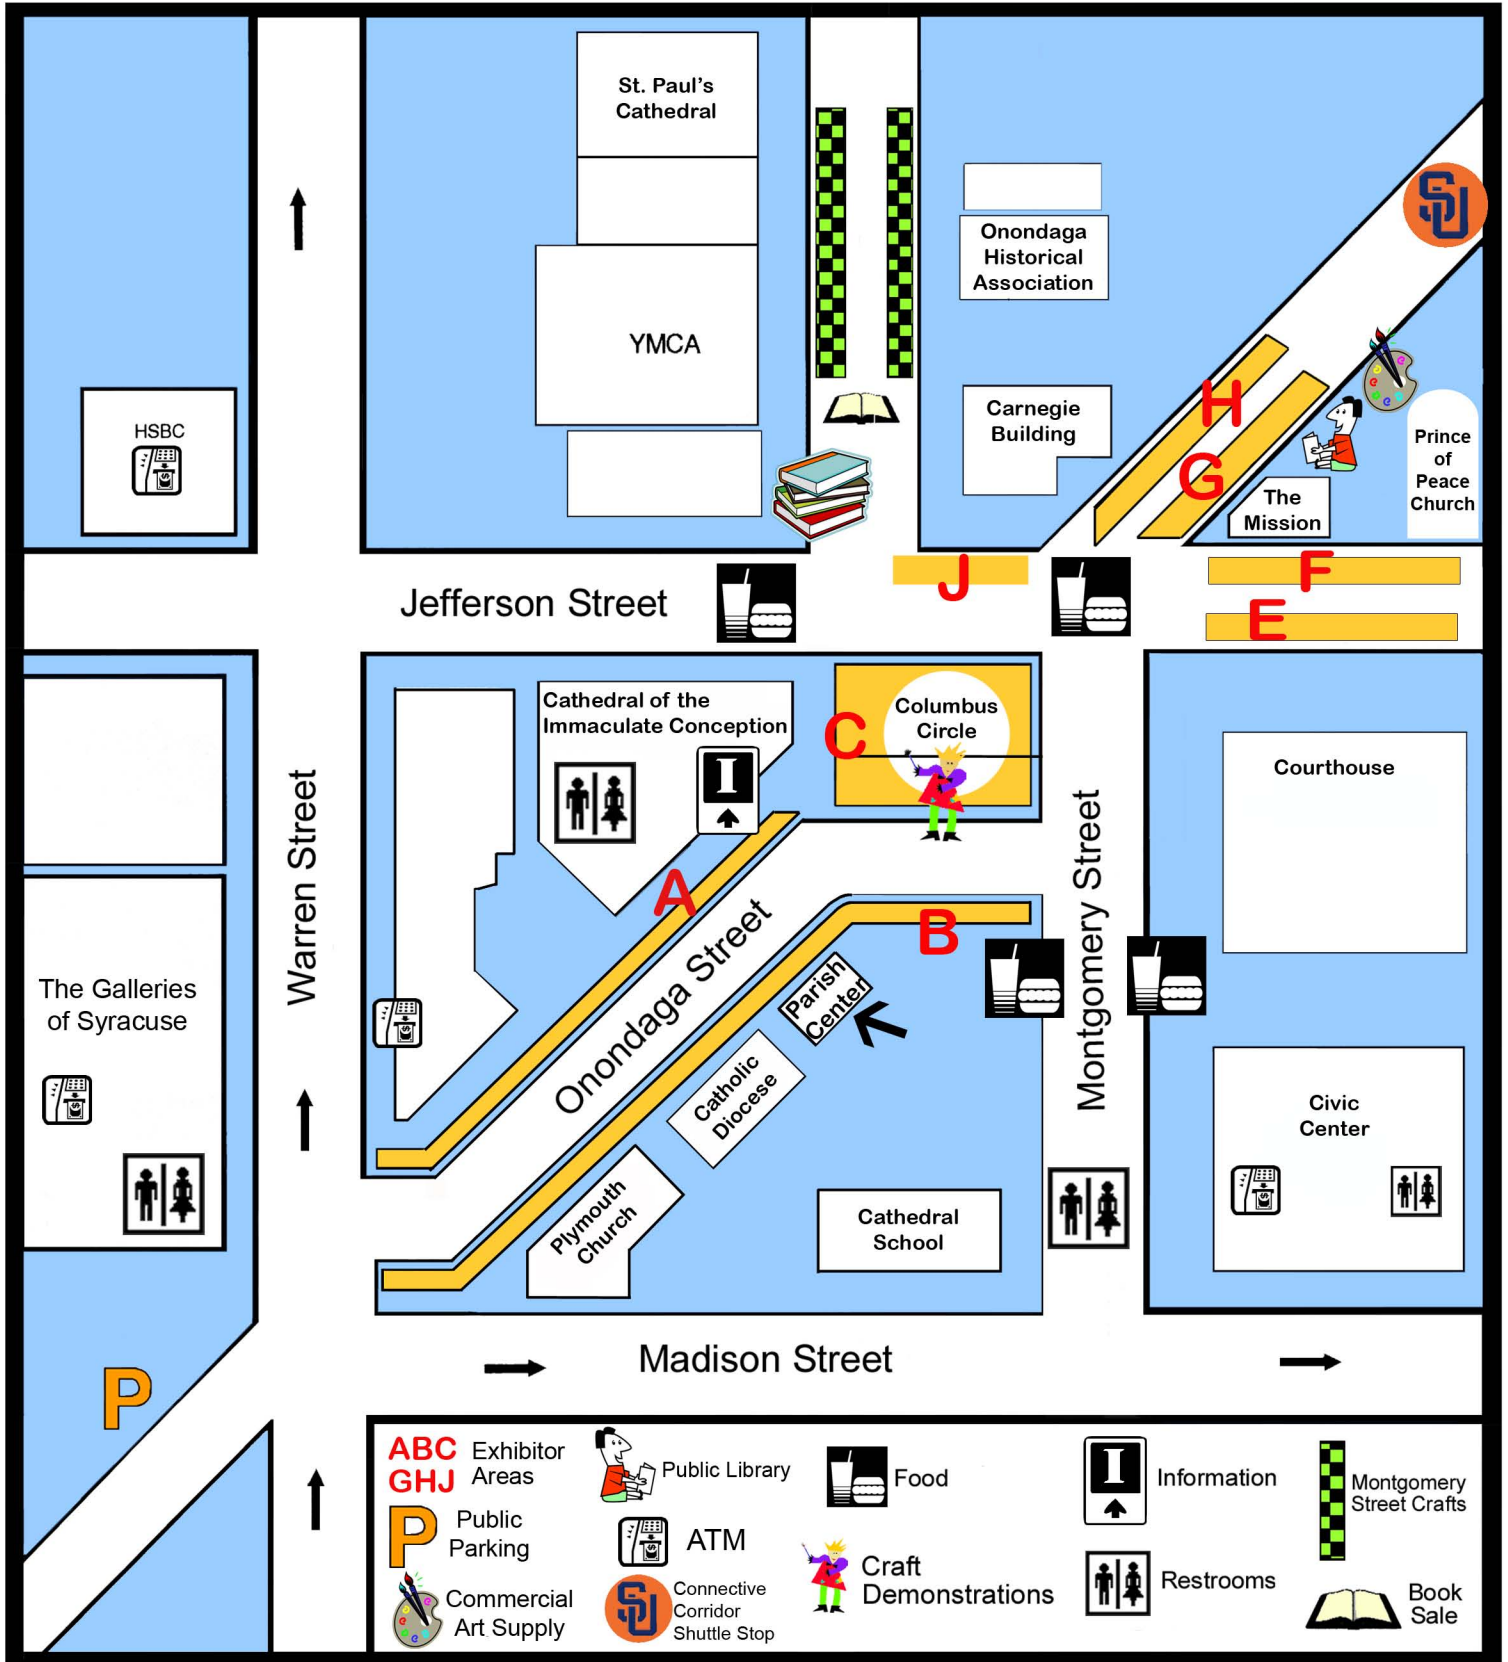 St. Paul's
Cathedral
Onondaga
Historical
Association
SU
YMCA
HSBC
Carnegie
Building
H
G
Prince
of
Peace
Church
The
Mission
J
F
E
Jefferson Street
Cathedral of the
Immaculate Conception
I
C
Columbus
Circle
Courthouse
Warren Street
A
Onondaga Street
B
Montgomery Street
The Galleries
of Syracuse
Parish
Center
Catholic
Diocese
Plymouth
Church
Cathedral
School
Civic
Center
P
Madison Street
ABC
GHJ
Exhibitor
Areas
Public Library
Food
I
Information
Montgomery
Street Crafts
P
Public
Parking
ATM
Craft
Demonstrations
Restrooms
Commercial
Art Supply
SU
Connective
Corridor
Shuttle Stop
Book
Sale